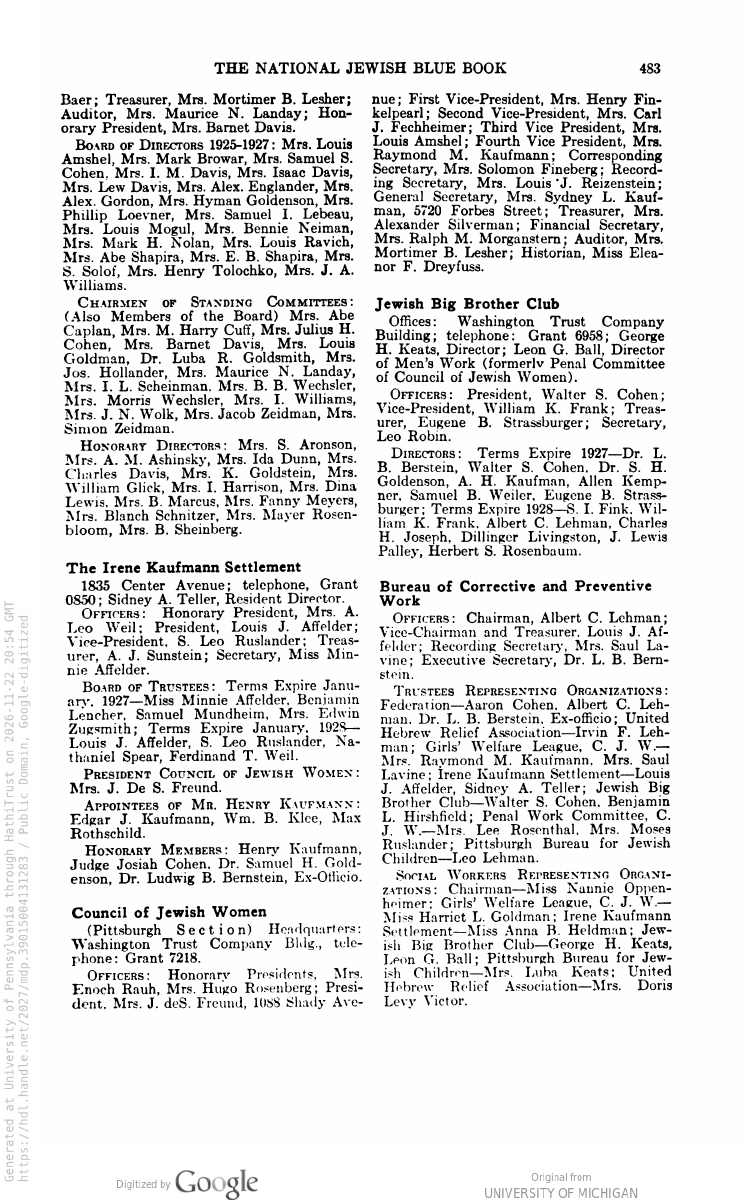 THE NATIONAL JEWISH BLUE BOOK 483
Baer; Treasurer, Mrs. Mortimer B. Lesher;
Auditor, Mrs. Maurice N. Landay; Hon-
orary President, Mrs. Barnet Davis.
BOARD OF DIRECTORS 1925-1927: Mrs. Louis
Amshel, Mrs. Mark Browar, Mrs. Samuel S.
Cohen, Mrs. I. M. Davis, Mrs. Isaac Davis,
Mrs. Lew Davis, Mrs. Alex. Englander, Mrs.
Alex. Gordon, Mrs. Hyman Goldenson, Mrs.
Phillip Loevner, Mrs. Samuel I. Lebeau,
Mrs. Louis Mogul, Mrs. Bennie Neiman,
Mrs. Mark H. Nolan, Mrs. Louis Ravich,
Mrs. Abe Shapira, Mrs. E. B. Shapira, Mrs.
S. Solof, Mrs. Henry Tolochko, Mrs. J. A.
Williams.
CHAIRMEN OF STANDING COMMITTEES:
(Also Members of the Board) Mrs. Abe
Caplan, Mrs. M. Harry Cuff, Mrs. Julius H.
Cohen, Mrs. Barnet Davis, Mrs. Louis
Goldman, Dr. Luba R. Goldsmith, Mrs.
Jos. Hollander, Mrs. Maurice N. Landay,
Mrs. I. L. Scheinman, Mrs. B. B. Wechsler,
Mrs. Morris Wechsler, Mrs. I. Williams,
Mrs. J. N. Wolk, Mrs. Jacob Zeidman, Mrs.
Simon Zeidman.
HONORARY DIRECTORS: Mrs. S. Aronson,
Mrs. A. M. Ashinsky, Mrs. Ida Dunn, Mrs.
Charles Davis, Mrs. K. Goldstein, Mrs.
William Glick, Mrs. I. Harrison, Mrs. Dina
Lewis, Mrs. B. Marcus, Mrs. Fanny Meyers,
Mrs. Blanch Schnitzer, Mrs. Mayer Rosen-
bloom, Mrs. B. Sheinberg.
The Irene Kaufmann Settlement
1835 Center Avenue; telephone, Grant
0850; Sidney A. Teller, Resident Director.
OFFICERS: Honorary President, Mrs. A.
Leo Weil; President, Louis J. Affelder;
Vice-President, S. Leo Ruslander; Treas-
urer, A. J. Sunstein; Secretary, Miss Min-
nie Affelder.
BOARD OF TRUSTEES: Terms Expire Janu-
ary, 1927—Miss Minnie Affelder, Benjamin
Lencher, Samuel Mundheim, Mrs. Edwin
Zugsmith; Terms Expire January, 1928—
Louis J. Affelder, S. Leo Ruslander, Na-
thaniel Spear, Ferdinand T. Weil.
PRESIDENT COUNCIL OF JEWISH WOMEN:
Mrs. J. De S. Freund.
APPOINTEES OF MR. HENRY KAUFMANN:
Edgar J. Kaufmann, Wm. B. Klee, Max
Rothschild.
HONORARY MEMBERS: Henry Kaufmann,
Judge Josiah Cohen, Dr. Samuel H. Gold-
enson, Dr. Ludwig B. Bernstein, Ex-Officio.
Council of Jewish Women
(Pittsburgh Section) Headquarters:
Washington Trust Company Bldg., tele-
phone: Grant 7218.
OFFICERS: Honorary Presidents, Mrs.
Enoch Rauh, Mrs. Hugo Rosenberg; Presi-
dent, Mrs. J. deS. Freund, 1088 Shady Ave-
nue; First Vice-President, Mrs. Henry Fin-
kelpearl; Second Vice-President, Mrs. Carl
J. Fechheimer; Third Vice President, Mrs.
Louis Amshel; Fourth Vice President, Mrs.
Raymond M. Kaufmann; Corresponding
Secretary, Mrs. Solomon Fineberg; Record-
ing Secretary, Mrs. Louis J. Reizenstein;
General Secretary, Mrs. Sydney L. Kauf-
man, 5720 Forbes Street; Treasurer, Mrs.
Alexander Silverman; Financial Secretary,
Mrs. Ralph M. Morganstern; Auditor, Mrs.
Mortimer B. Lesher; Historian, Miss Elea-
nor F. Dreyfuss.
Jewish Big Brother Club
Offices: Washington Trust Company
Building; telephone: Grant 6958; George
H. Keats, Director; Leon G. Ball, Director
of Men's Work (formerly Penal Committee
of Council of Jewish Women).
OFFICERS: President, Walter S. Cohen;
Vice-President, William K. Frank; Treas-
urer, Eugene B. Strassburger; Secretary,
Leo Robin.
DIRECTORS: Terms Expire 1927—Dr. L.
B. Berstein, Walter S. Cohen, Dr. S. H.
Goldenson, A. H. Kaufman, Allen Kemp-
ner, Samuel B. Weiler, Eugene B. Strass-
burger; Terms Expire 1928—S. I. Fink, Wil-
liam K. Frank, Albert C. Lehman, Charles
H. Joseph, Dillinger Livingston, J. Lewis
Palley, Herbert S. Rosenbaum.
Bureau of Corrective and Preventive
Work
OFFICERS: Chairman, Albert C. Lehman;
Vice-Chairman and Treasurer, Louis J. Af-
felder; Recording Secretary, Mrs. Saul La-
vine; Executive Secretary, Dr. L. B. Bern-
stein.
TRUSTEES REPRESENTING ORGANIZATIONS:
Federation—Aaron Cohen, Albert C. Leh-
man, Dr. L. B. Berstein, Ex-officio; United
Hebrew Relief Association—Irvin F. Leh-
man; Girls' Welfare League, C. J. W.—
Mrs. Raymond M. Kaufmann, Mrs. Saul
Lavine; Irene Kaufmann Settlement—Louis
J. Affelder, Sidney A. Teller; Jewish Big
Brother Club—Walter S. Cohen, Benjamin
L. Hirshfield; Penal Work Committee, C.
J. W.—Mrs. Lee Rosenthal, Mrs. Moses
Ruslander; Pittsburgh Bureau for Jewish
Children—Leo Lehman.
SOCIAL WORKERS REPRESENTING ORGANI-
ZATIONS: Chairman—Miss Nannie Oppen-
heimer; Girls' Welfare League, C. J. W.—
Miss Harriet L. Goldman; Irene Kaufmann
Settlement—Miss Anna B. Heldman; Jew-
ish Big Brother Club—George H. Keats,
Leon G. Ball; Pittsburgh Bureau for Jew-
ish Children—Mrs. Luba Keats; United
Hebrew Relief Association—Mrs. Doris
Levy Victor.
Generated at University of Pennsylvania through HathiTrust on 2026-11-22 20:54 GMT
https://hdl.handle.net/2027/mdp.39015004131283 / Public Domain, Google-digitized
Digitized by Google
Original from
UNIVERSITY OF MICHIGAN